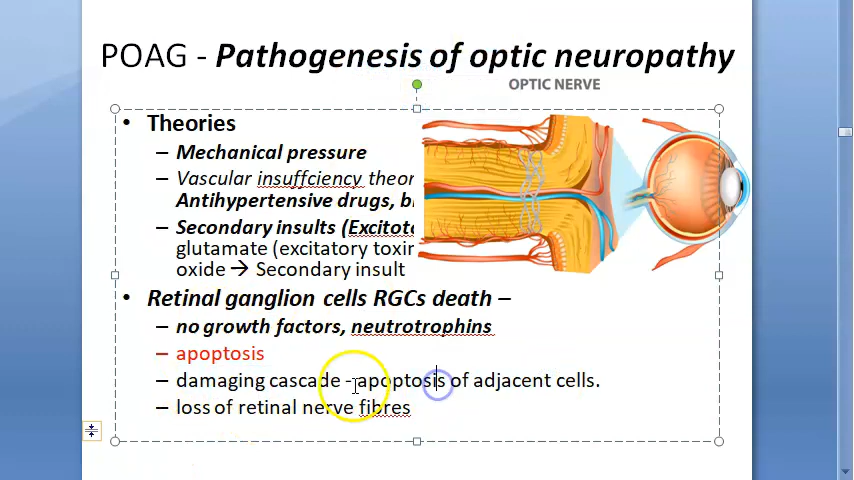 POAG - Pathogenesis of optic neuropathy
OPTIC NERVE
• Theories
– Mechanical pressure
– Vascular insuffciency theor
Antihypertensive drugs, b
– Secondary insults (Excitot
glutamate (excitatory toxi
oxide → Secondary insult
• Retinal ganglion cells RGCs death –
– no growth factors, neutrotrophins
– apoptosis
– damaging cascade - apoptosis of adjacent cells.
– loss of retinal nerve fibres